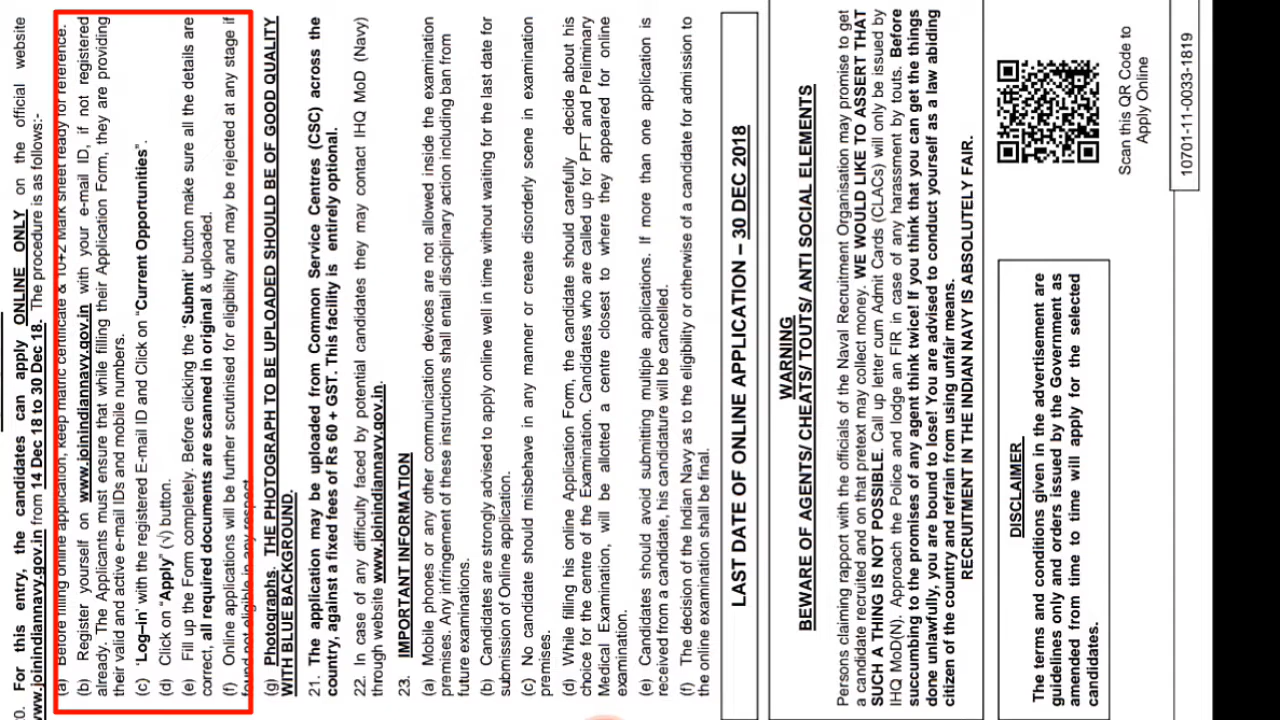 0. For this entry, the candidates can apply ONLINE ONLY on the official website
www.joinindiannavy.gov.in from 14 Dec 18 to 30 Dec 18. The procedure is as follows:-
(a) Before filling online application, keep matric certificate & 10+2 Mark sheet ready for reference.
(b) Register yourself on www.joinindiannavy.gov.in with your e-mail ID, if not registered
already. The Applicants must ensure that while filling their Application Form, they are providing
their valid and active e-mail IDs and mobile numbers.
(c) 'Log-in' with the registered E-mail ID and Click on "Current Opportunities".
(d) Click on "Apply" (√) button.
(e) Fill up the Form completely. Before clicking the 'Submit' button make sure all the details are
correct, all required documents are scanned in original & uploaded.
(f) Online applications will be further scrutinised for eligibility and may be rejected at any stage if
found not eligible in any respect.
(g) Photographs. THE PHOTOGRAPH TO BE UPLOADED SHOULD BE OF GOOD QUALITY
WITH BLUE BACKGROUND.
21. The application may be uploaded from Common Service Centres (CSC) across the
country, against a fixed fees of Rs 60 + GST. This facility is entirely optional.
22. In case of any difficulty faced by potential candidates they may contact IHQ MoD (Navy)
through website www.joinindiannavy.gov.in.
23. IMPORTANT INFORMATION
(a) Mobile phones or any other communication devices are not allowed inside the examination
premises. Any infringement of these instructions shall entail disciplinary action including ban from
future examinations.
(b) Candidates are strongly advised to apply online well in time without waiting for the last date for
submission of Online application.
(c) No candidate should misbehave in any manner or create disorderly scene in examination
premises.
(d) While filling his online Application Form, the candidate should carefully decide about his
choice for the centre of the Examination. Candidates who are called up for PFT and Preliminary
Medical Examination, will be allotted a centre closest to where they appeared for online
examination.
(e) Candidates should avoid submitting multiple applications. If more than one application is
received from a candidate, his candidature will be cancelled.
(f) The decision of the Indian Navy as to the eligibility or otherwise of a candidate for admission to
the online examination shall be final.
LAST DATE OF ONLINE APPLICATION – 30 DEC 2018
WARNING
BEWARE OF AGENTS/ CHEATS/ TOUTS/ ANTI SOCIAL ELEMENTS
Persons claiming rapport with the officials of the Naval Recruitment Organisation may promise to get
a candidate recruited and on that pretext may collect money. WE WOULD LIKE TO ASSERT THAT
SUCH A THING IS NOT POSSIBLE. Call up letter cum Admit Cards (CLACs) will only be issued by
IHQ MoD(N). Approach the Police and lodge an FIR in case of any harassment by touts. Before
succumbing to the promises of any agent think twice! If you think that you can get the things
done unlawfully, you are bound to lose! You are advised to conduct yourself as a law abiding
citizen of the country and refrain from using unfair means.
RECRUITMENT IN THE INDIAN NAVY IS ABSOLUTELY FAIR.
DISCLAIMER
The terms and conditions given in the advertisement are
guidelines only and orders issued by the Government as
amended from time to time will apply for the selected
candidates.
Scan this QR Code to
Apply Online
10701-11-0033-1819